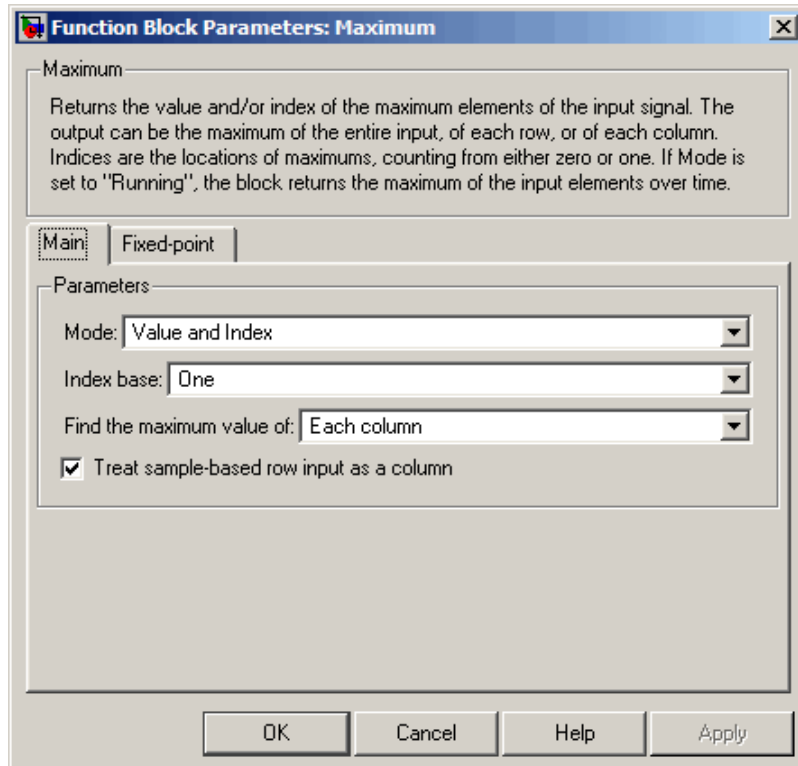 Function Block Parameters: Maximum
Maximum
Returns the value and/or index of the maximum elements of the input signal. The
output can be the maximum of the entire input, of each row, or of each column.
Indices are the locations of maximums, counting from either zero or one. If Mode is
set to "Running", the block returns the maximum of the input elements over time.
Main Fixed-point
Parameters
Mode: Value and Index
Index base: One
Find the maximum value of: Each column
Treat sample-based row input as a column
OK Cancel Help Apply